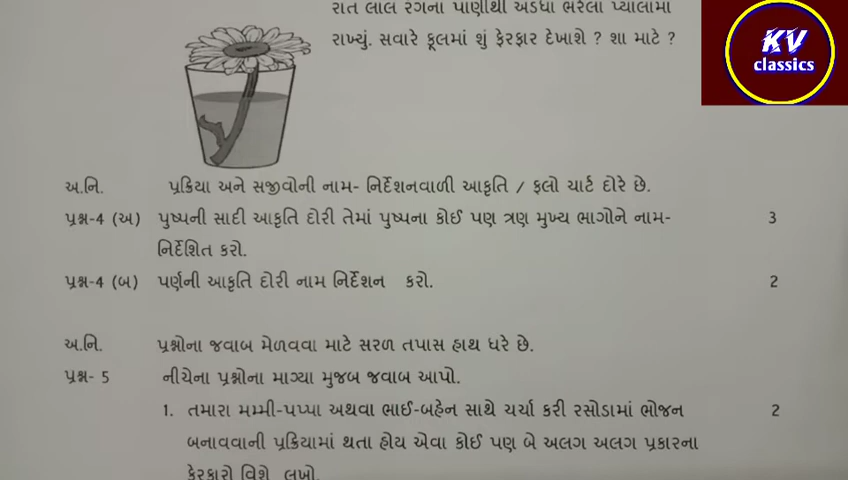 રાત લાલ રંગના પાણીથી અડધા ભરેલા પ્યાલામાં
રાખ્યું. સવારે ફૂલમાં શું ફેરફાર દેખાશે ? શા માટે ?
KV
classics
અ.નિ. પ્રક્રિયા અને સજીવોની નામ- નિર્દેશનવાળી આકૃતિ / ફલો ચાર્ટ દોરે છે.
પ્રશ્ન-4 (અ) પુષ્પની સાદી આકૃતિ દોરી તેમાં પુષ્પના કોઈ પણ ત્રણ મુખ્ય ભાગોને નામ- 3
નિર્દેશિત કરો.
પ્રશ્ન-4 (બ) પર્ણની આકૃતિ દોરી નામ નિર્દેશન કરો. 2
અ.નિ. પ્રશ્નોના જવાબ મેળવવા માટે સરળ તપાસ હાથ ધરે છે.
પ્રશ્ન- 5 નીચેના પ્રશ્નોના માગ્યા મુજબ જવાબ આપો.
1. તમારા મમ્મી-પપ્પા અથવા ભાઈ-બહેન સાથે ચર્ચા કરી રસોડામાં ભોજન 2
બનાવવાની પ્રક્રિયામાં થતા હોય એવા કોઈ પણ બે અલગ અલગ પ્રકારના
ફેરફારો વિશે લખો.